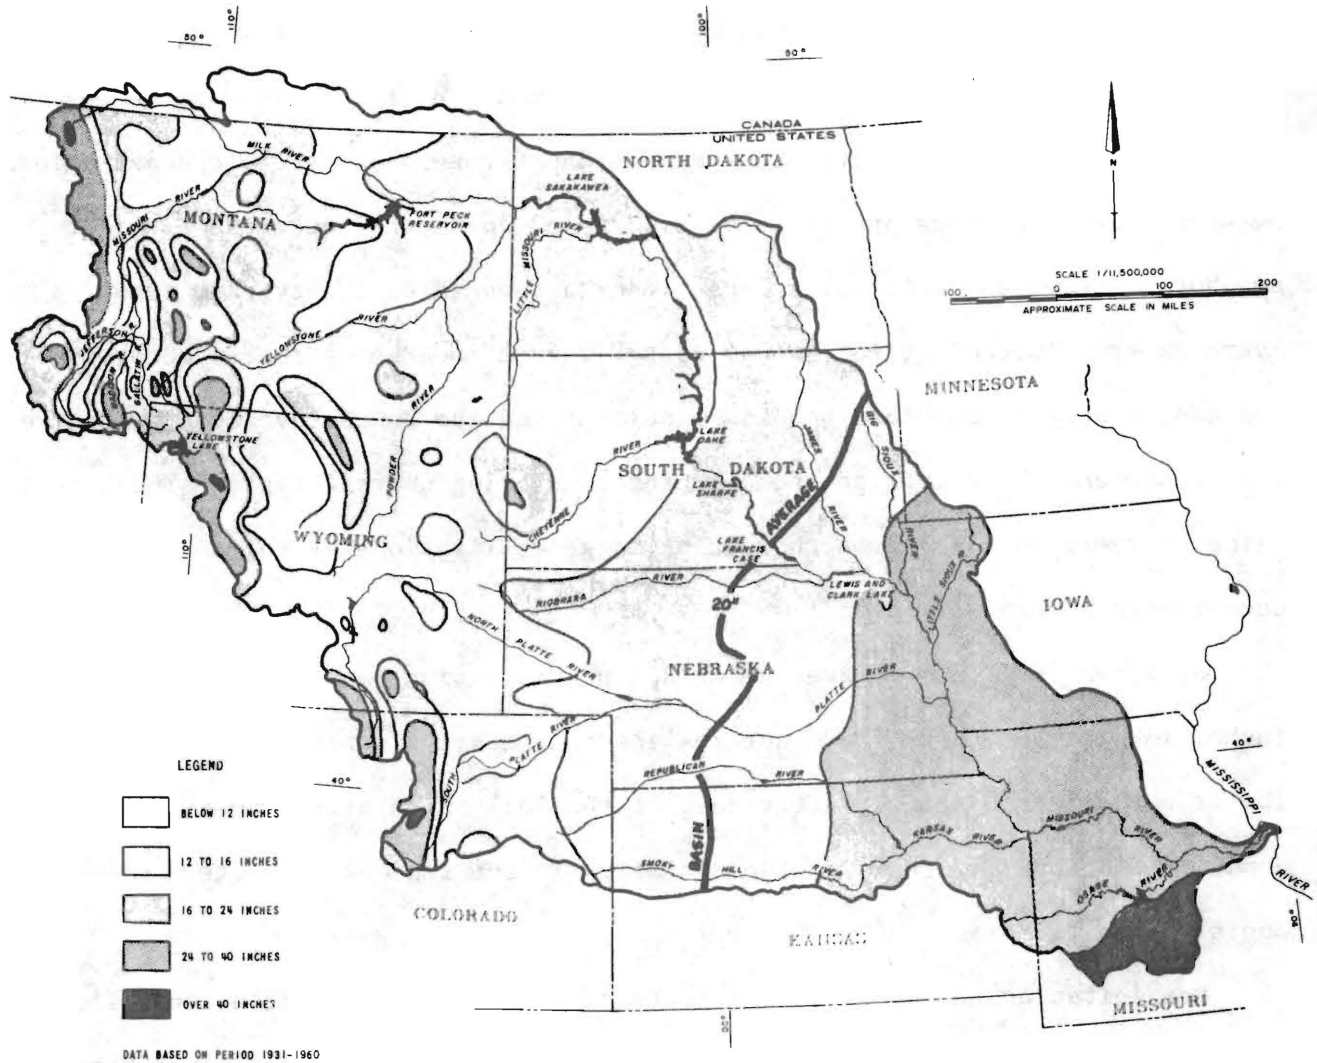 110°
50°
100°
50°
CANADA
UNITED STATES
NORTH DAKOTA
MILK RIVER
LAKE
SAKAKAWEA
MISSOURI RIVER
MONTANA
FORT PECK
RESERVOIR
LITTLE MISSOURI RIVER
N
SCALE 1/11,500,000
100 0 200
APPROXIMATE SCALE IN MILES
JEFFERSON R.
MADISON R.
GALLATIN R.
YELLOWSTONE RIVER
POWDER RIVER
MINNESOTA
YELLOWSTONE
LAKE
LAKE
OAHE
SOUTH DAKOTA
LAKE
SHARPE
JAMES RIVER
BIG SIOUX RIVER
CHEYENNE RIVER
AVERAGE
WYOMING
110°
LAKE
FRANCIS
CASE
NIOBRARA RIVER
LEWIS AND
CLARK LAKE
LITTLE SIOUX
IOWA
20"
NORTH PLATTE RIVER
NEBRASKA
PLATTE RIVER
SOUTH PLATTE RIVER
REPUBLICAN RIVER
40°
40°
MISSISSIPPI RIVER
BASIN
KANSAS RIVER
MISSOURI RIVER
SMOKY HILL RIVER
OSAGE RIVER
COLORADO
KANSAS
MISSOURI
90°
LEGEND
BELOW 12 INCHES
12 TO 16 INCHES
16 TO 24 INCHES
24 TO 40 INCHES
OVER 40 INCHES
DATA BASED ON PERIOD 1931-1960